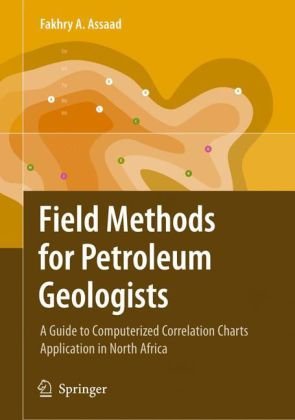 Fakhry A. Assaad
Field Methods
for Petroleum
Geologists
A Guide to Computerized Correlation Charts
Application in North Africa
Springer